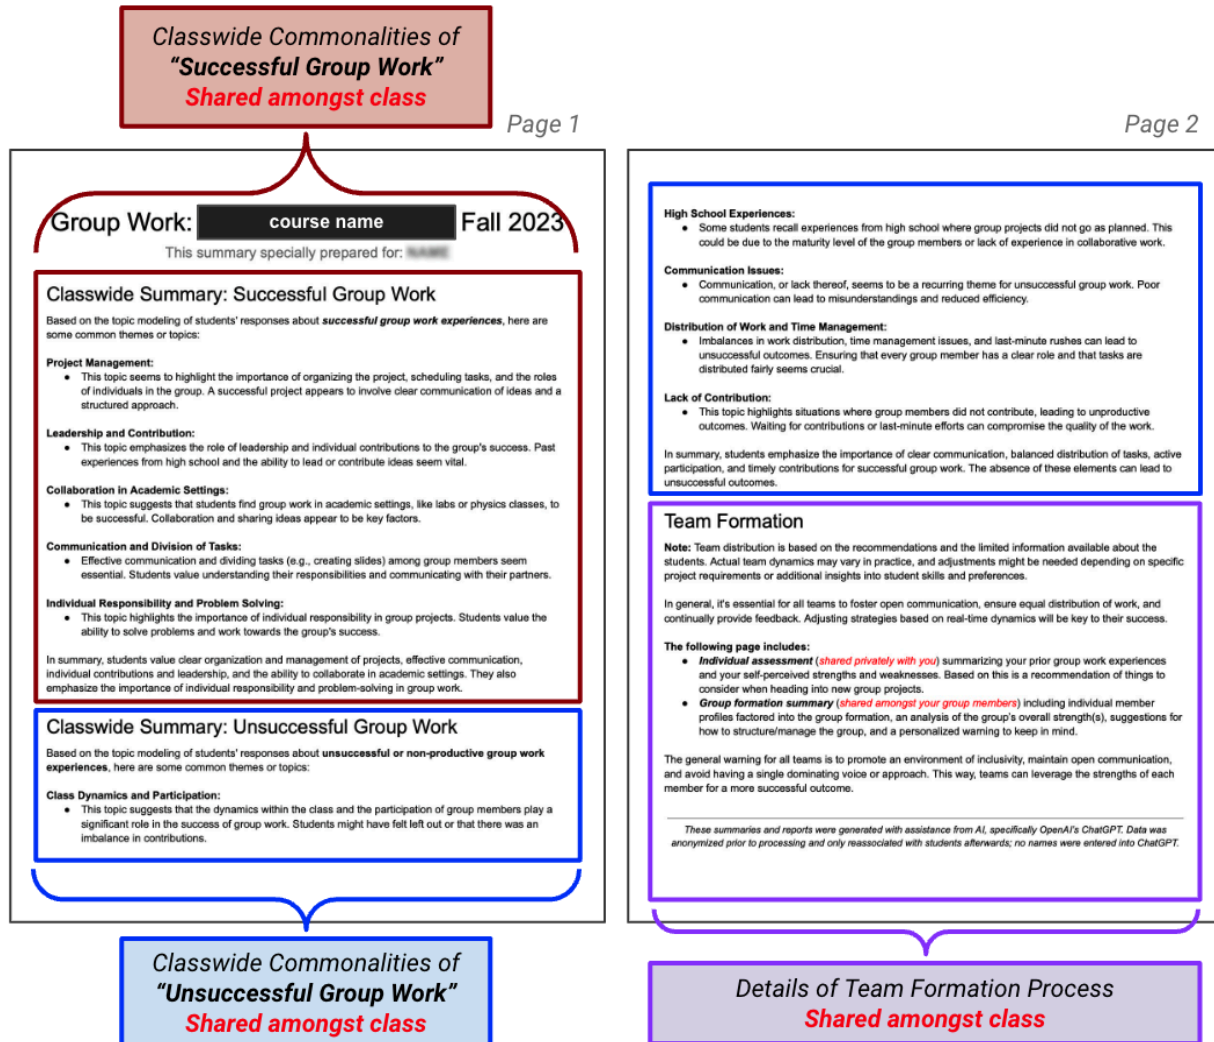 Classwide Commonalities of
“Successful Group Work”
Shared amongst class
Page 1
Group Work: course name Fall 2023
This summary specially prepared for:
Classwide Summary: Successful Group Work
Based on the topic modeling of students' responses about successful group work experiences, here are
some common themes or topics:
Project Management:
● This topic seems to highlight the importance of organizing the project, scheduling tasks, and the roles
of individuals in the group. A successful project appears to involve clear communication of ideas and a
structured approach.
Leadership and Contribution:
● This topic emphasizes the role of leadership and individual contributions to the group's success. Past
experiences from high school and the ability to lead or contribute ideas seem vital.
Collaboration in Academic Settings:
● This topic suggests that students find group work in academic settings, like labs or physics classes, to
be successful. Collaboration and sharing ideas appear to be key factors.
Communication and Division of Tasks:
● Effective communication and dividing tasks (e.g., creating slides) among group members seem
essential. Students value understanding their responsibilities and communicating with their partners.
Individual Responsibility and Problem Solving:
● This topic highlights the importance of individual responsibility in group projects. Students value the
ability to solve problems and work towards the group's success.
In summary, students value clear organization and management of projects, effective communication,
individual contributions and leadership, and the ability to collaborate in academic settings. They also
emphasize the importance of individual responsibility and problem-solving in group work.
Classwide Summary: Unsuccessful Group Work
Based on the topic modeling of students' responses about unsuccessful or non-productive group work
experiences, here are some common themes or topics:
Class Dynamics and Participation:
● This topic suggests that the dynamics within the class and the participation of group members play a
significant role in the success of group work. Students might have felt left out or that there was an
imbalance in contributions.
Classwide Commonalities of
“Unsuccessful Group Work”
Shared amongst class
Page 2
High School Experiences:
● Some students recall experiences from high school where group projects did not go as planned. This
could be due to the maturity level of the group members or lack of experience in collaborative work.
Communication Issues:
● Communication, or lack thereof, seems to be a recurring theme for unsuccessful group work. Poor
communication can lead to misunderstandings and reduced efficiency.
Distribution of Work and Time Management:
● Imbalances in work distribution, time management issues, and last-minute rushes can lead to
unsuccessful outcomes. Ensuring that every group member has a clear role and that tasks are
distributed fairly seems crucial.
Lack of Contribution:
● This topic highlights situations where group members did not contribute, leading to unproductive
outcomes. Waiting for contributions or last-minute efforts can compromise the quality of the work.
In summary, students emphasize the importance of clear communication, balanced distribution of tasks, active
participation, and timely contributions for successful group work. The absence of these elements can lead to
unsuccessful outcomes.
Team Formation
Note: Team distribution is based on the recommendations and the limited information available about the
students. Actual team dynamics may vary in practice, and adjustments might be needed depending on specific
project requirements or additional insights into student skills and preferences.
In general, it's essential for all teams to foster open communication, ensure equal distribution of work, and
continually provide feedback. Adjusting strategies based on real-time dynamics will be key to their success.
The following page includes:
● Individual assessment (shared privately with you) summarizing your prior group work experiences
and your self-perceived strengths and weaknesses. Based on this is a recommendation of things to
consider when heading into new group projects.
● Group formation summary (shared amongst your group members) including individual member
profiles factored into the group formation, an analysis of the group's overall strength(s), suggestions for
how to structure/manage the group, and a personalized warning to keep in mind.
The general warning for all teams is to promote an environment of inclusivity, maintain open communication,
and avoid having a single dominating voice or approach. This way, teams can leverage the strengths of each
member for a more successful outcome.
These summaries and reports were generated with assistance from AI, specifically OpenAI's ChatGPT. Data was
anonymized prior to processing and only reassociated with students afterwards; no names were entered into ChatGPT.
Details of Team Formation Process
Shared amongst class